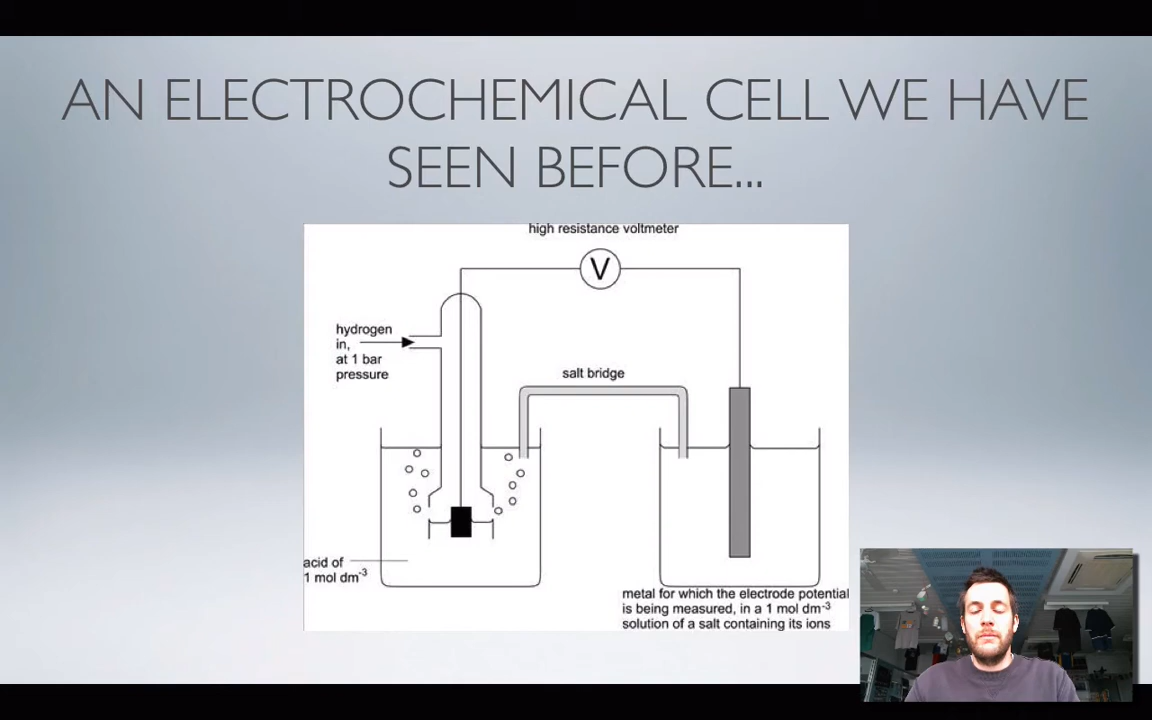 AN ELECTROCHEMICAL CELL WE HAVE
SEEN BEFORE...
high resistance voltmeter
V
hydrogen
in,
at 1 bar
pressure
salt bridge
acid of
1 mol dm⁻³
metal for which the electrode potential
is being measured, in a 1 mol dm⁻³
solution of a salt containing its ions